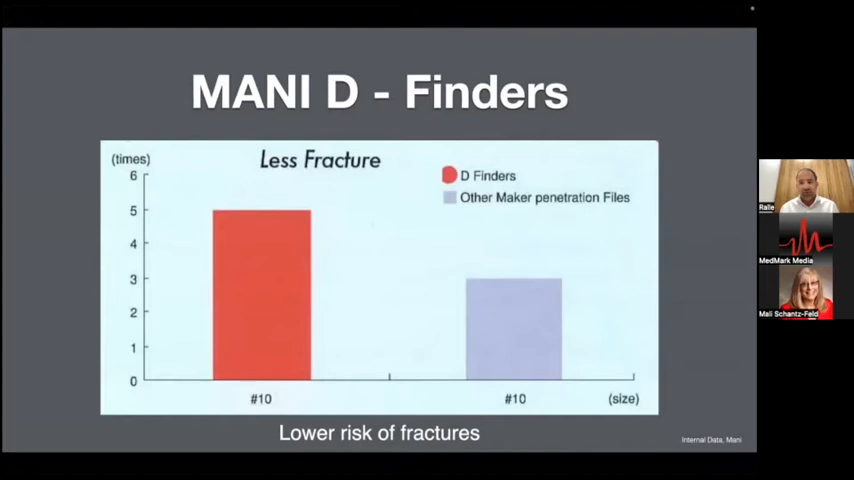 MANI D - Finders
(times)
Less Fracture
D Finders
Other Maker penetration Files
6
5
4
3
2
1
0
#10
#10
(size)
Lower risk of fractures
Internal Data, Mani
Ralle
MedMark Media
Mali Schantz-Feld